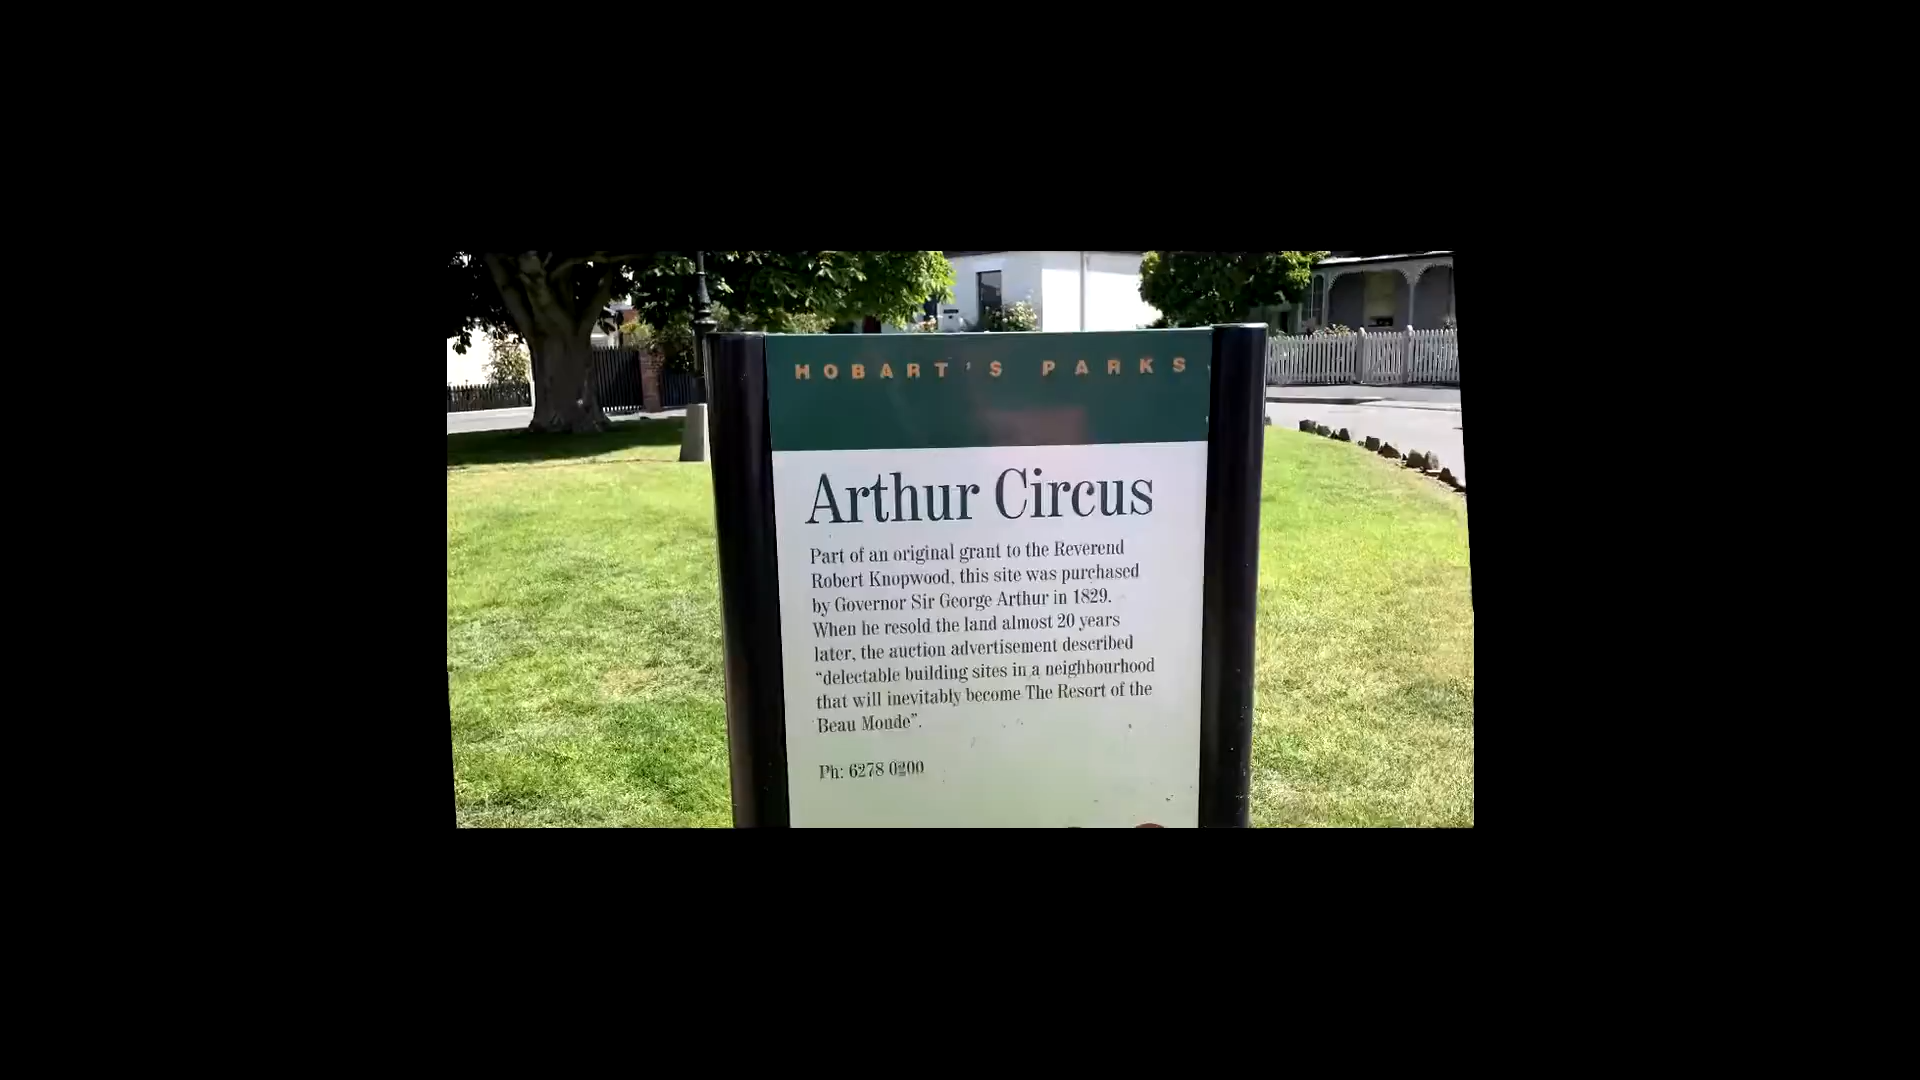 HOBART'S PARKS
Arthur Circus
Part of an original grant to the Reverend
Robert Knopwood, this site was purchased
by Governor Sir George Arthur in 1829.
When he resold the land almost 20 years
later, the auction advertisement described
“delectable building sites in a neighbourhood
that will inevitably become The Resort of the
Beau Monde”.
Ph: 6278 0200